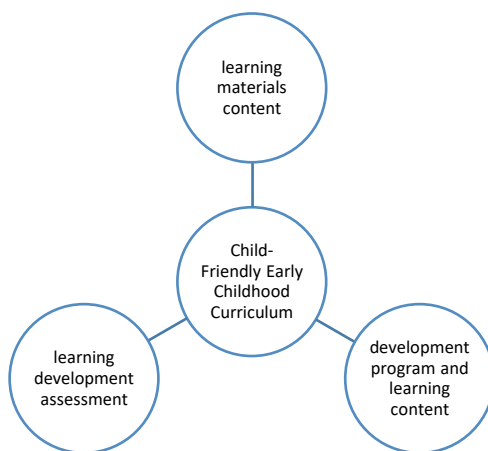 learning
materials
content
Child-
Friendly Early
Childhood
Curriculum
learning
development
assessment
development
program and
learning
content